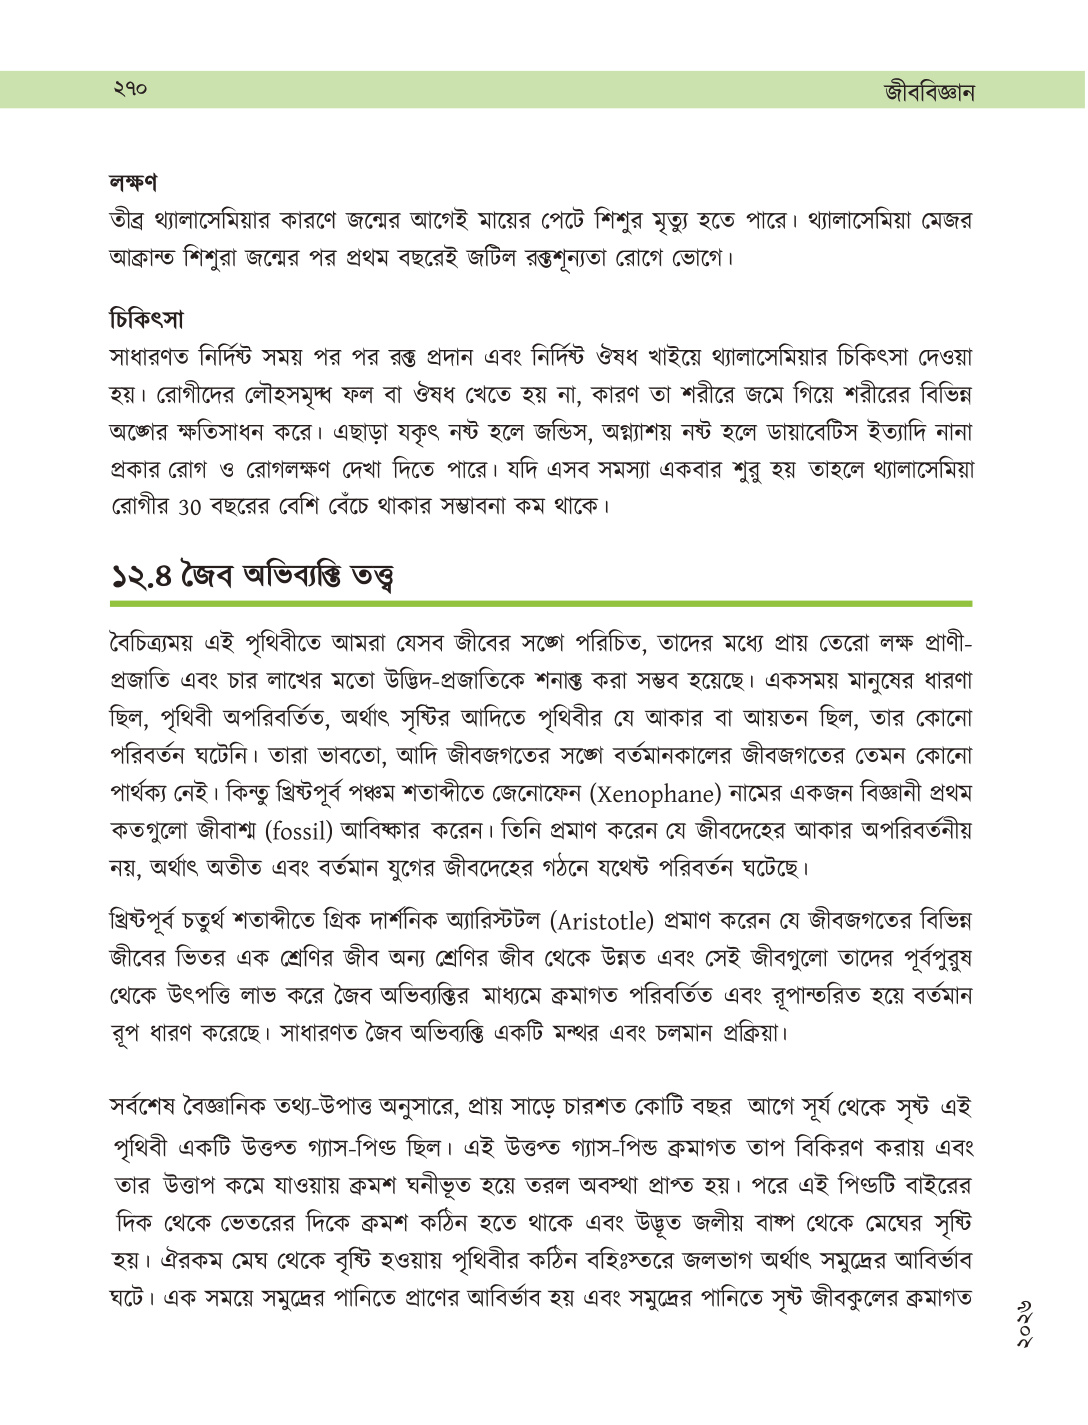 ২৭০
জীববিজ্ঞান
লক্ষণ
তীব্র থ্যালাসেমিয়ার কারণে জন্মের আগেই মায়ের পেটে শিশুর মৃত্যু হতে পারে। থ্যালাসেমিয়া মেজর
আক্রান্ত শিশুরা জন্মের পর প্রথম বছরেই জটিল রক্তশূন্যতা রোগে ভোগে।
চিকিৎসা
সাধারণত নির্দিষ্ট সময় পর পর রক্ত প্রদান এবং নির্দিষ্ট ঔষধ খাইয়ে থ্যালাসেমিয়ার চিকিৎসা দেওয়া
হয়। রোগীদের লৌহসমৃদ্ধ ফল বা ঔষধ খেতে হয় না, কারণ তা শরীরে জমে গিয়ে শরীরের বিভিন্ন
অঙ্গের ক্ষতিসাধন করে। এছাড়া যকৃৎ নষ্ট হলে জন্ডিস, অগ্ন্যাশয় নষ্ট হলে ডায়াবেটিস ইত্যাদি নানা
প্রকার রোগ ও রোগলক্ষণ দেখা দিতে পারে। যদি এসব সমস্যা একবার শুরু হয় তাহলে থ্যালাসেমিয়া
রোগীর 30 বছরের বেশি বেঁচে থাকার সম্ভাবনা কম থাকে।
১২.৪ জৈব অভিব্যক্তি তত্ত্ব
বৈচিত্র্যময় এই পৃথিবীতে আমরা যেসব জীবের সঙ্গে পরিচিত, তাদের মধ্যে প্রায় তেরো লক্ষ প্রাণী-
প্রজাতি এবং চার লাখের মতো উদ্ভিদ-প্রজাতিকে শনাক্ত করা সম্ভব হয়েছে। একসময় মানুষের ধারণা
ছিল, পৃথিবী অপরিবর্তিত, অর্থাৎ সৃষ্টির আদিতে পৃথিবীর যে আকার বা আয়তন ছিল, তার কোনো
পরিবর্তন ঘটেনি। তারা ভাবতো, আদি জীবজগতের সঙ্গে বর্তমানকালের জীবজগতের তেমন কোনো
পার্থক্য নেই। কিন্তু খ্রিষ্টপূর্ব পঞ্চম শতাব্দীতে জেনোফেন (Xenophane) নামের একজন বিজ্ঞানী প্রথম
কতগুলো জীবাশ্ম (fossil) আবিষ্কার করেন। তিনি প্রমাণ করেন যে জীবদেহের আকার অপরিবর্তনীয়
নয়, অর্থাৎ অতীত এবং বর্তমান যুগের জীবদেহের গঠনে যথেষ্ট পরিবর্তন ঘটেছে।
খ্রিষ্টপূর্ব চতুর্থ শতাব্দীতে গ্রিক দার্শনিক অ্যারিস্টটল (Aristotle) প্রমাণ করেন যে জীবজগতের বিভিন্ন
জীবের ভিতর এক শ্রেণির জীব অন্য শ্রেণির জীব থেকে উন্নত এবং সেই জীবগুলো তাদের পূর্বপুরুষ
থেকে উৎপত্তি লাভ করে জৈব অভিব্যক্তির মাধ্যমে ক্রমাগত পরিবর্তিত এবং রূপান্তরিত হয়ে বর্তমান
রূপ ধারণ করেছে। সাধারণত জৈব অভিব্যক্তি একটি মন্থর এবং চলমান প্রক্রিয়া।
সর্বশেষ বৈজ্ঞানিক তথ্য-উপাত্ত অনুসারে, প্রায় সাড়ে চারশত কোটি বছর আগে সূর্য থেকে সৃষ্ট এই
পৃথিবী একটি উত্তপ্ত গ্যাস-পিণ্ড ছিল। এই উত্তপ্ত গ্যাস-পিন্ড ক্রমাগত তাপ বিকিরণ করায় এবং
তার উত্তাপ কমে যাওয়ায় ক্রমশ ঘনীভূত হয়ে তরল অবস্থা প্রাপ্ত হয়। পরে এই পিণ্ডটি বাইরের
দিক থেকে ভেতরের দিকে ক্রমশ কঠিন হতে থাকে এবং উদ্ভূত জলীয় বাষ্প থেকে মেঘের সৃষ্টি
হয়। ঐরকম মেঘ থেকে বৃষ্টি হওয়ায় পৃথিবীর কঠিন বহিঃস্তরে জলভাগ অর্থাৎ সমুদ্রের আবির্ভাব
ঘটে। এক সময়ে সমুদ্রের পানিতে প্রাণের আবির্ভাব হয় এবং সমুদ্রের পানিতে সৃষ্ট জীবকুলের ক্রমাগত
২০২৬